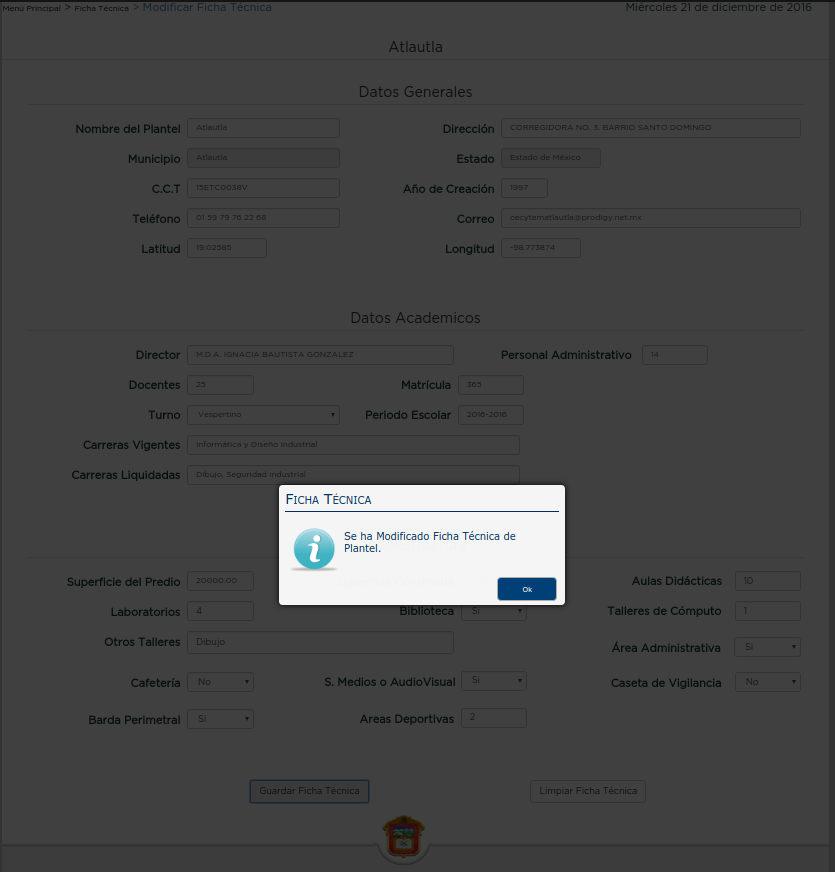 Menú Principal > Ficha Técnica > Modificar Ficha Técnica
Miércoles 21 de diciembre de 2016
Atlautla
Datos Generales
Nombre del Plantel Atlautla Dirección CORREGIDORA NO. 3, BARRIO SANTO DOMINGO
Municipio Atlautla Estado Estado de México
C.C.T 15ETC0038V Año de Creación 1997
Teléfono 01 59 79 76 22 68 Correo cecytematlautla@prodigy.net.mx
Latitud 19.02585 Longitud -98.773874
Datos Academicos
Director M.D.A. IGNACIA BAUTISTA GONZALEZ Personal Administrativo 14
Docentes 25 Matrícula 365
Turno Vespertino Periodo Escolar 2016-2016
Carreras Vigentes Informática y Diseño Industrial
Carreras Liquidadas Dibujo, Seguridad Industrial
Ficha Técnica
Se ha Modificado Ficha Técnica de
Plantel.
Ok
Superficie del Predio 20000.00 Aulas Didácticas 10
Laboratorios 4 Biblioteca Si Talleres de Cómputo 1
Otros Talleres Dibujo Área Administrativa Si
Cafetería No S. Medios o AudioVisual Si Caseta de Vigilancia No
Barda Perimetral Si Areas Deportivas 2
Guardar Ficha Técnica Limpiar Ficha Técnica